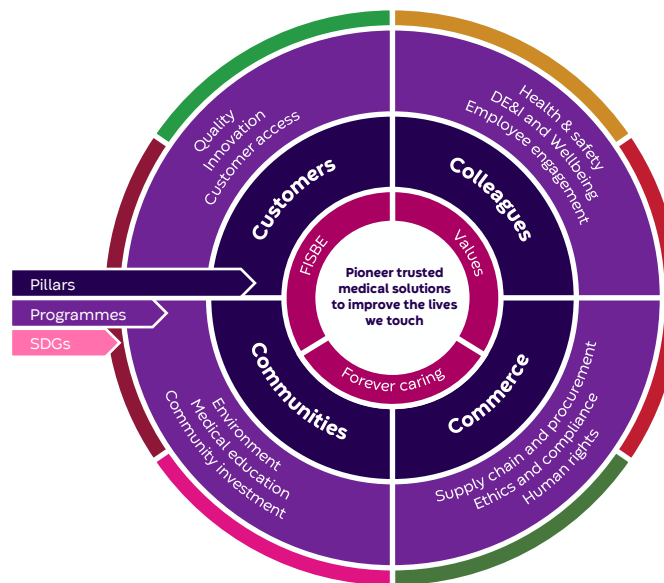 Quality
Innovation
Customer access
Customers
Health & safety
DE&I and Wellbeing
Employee engagement
Colleagues
FISBE
Values
Forever caring
Pioneer trusted
medical solutions
to improve the lives
we touch
Pillars
Programmes
SDGs
Communities
Environment
Medical education
Community investment
Commerce
Supply chain and procurement
Ethics and compliance
Human rights